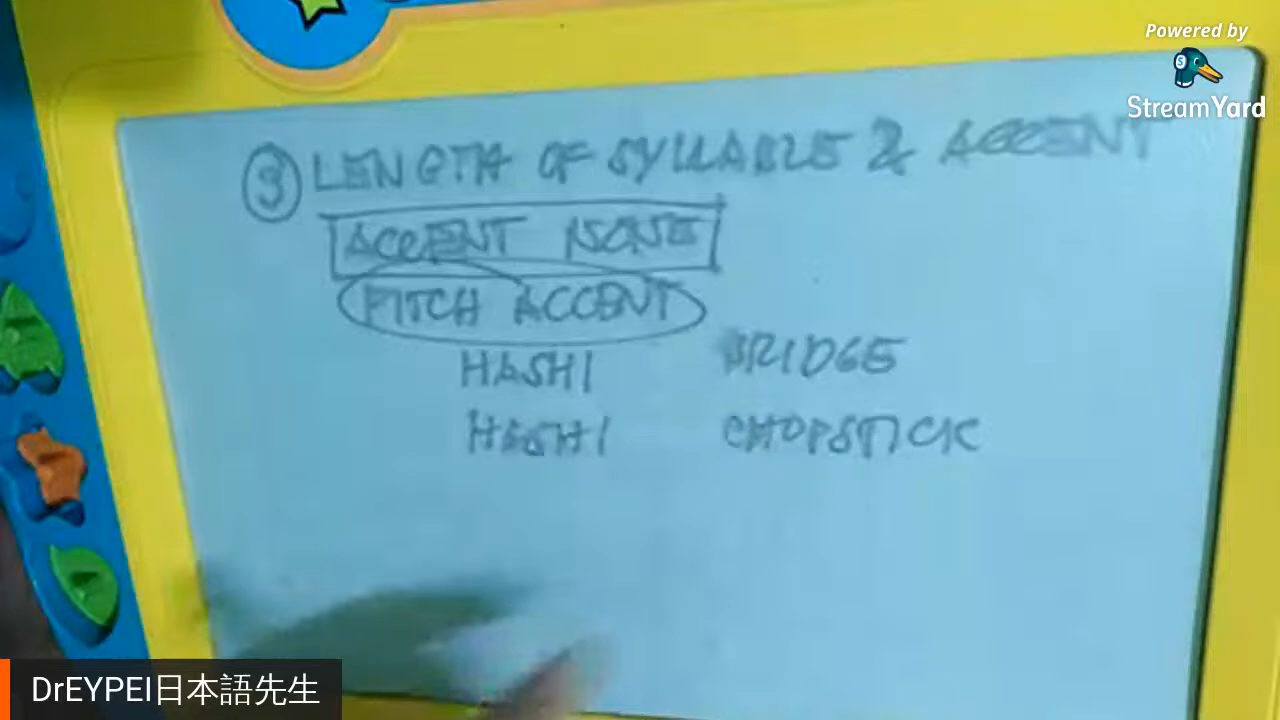 Powered by
StreamYard
③ LENGTH OF SYLLABLE & ACCENT
ACCENT NONE
PITCH ACCENT
HASHI BRIDGE
HASHI CHOPSTICK
DrEYPEI日本語先生